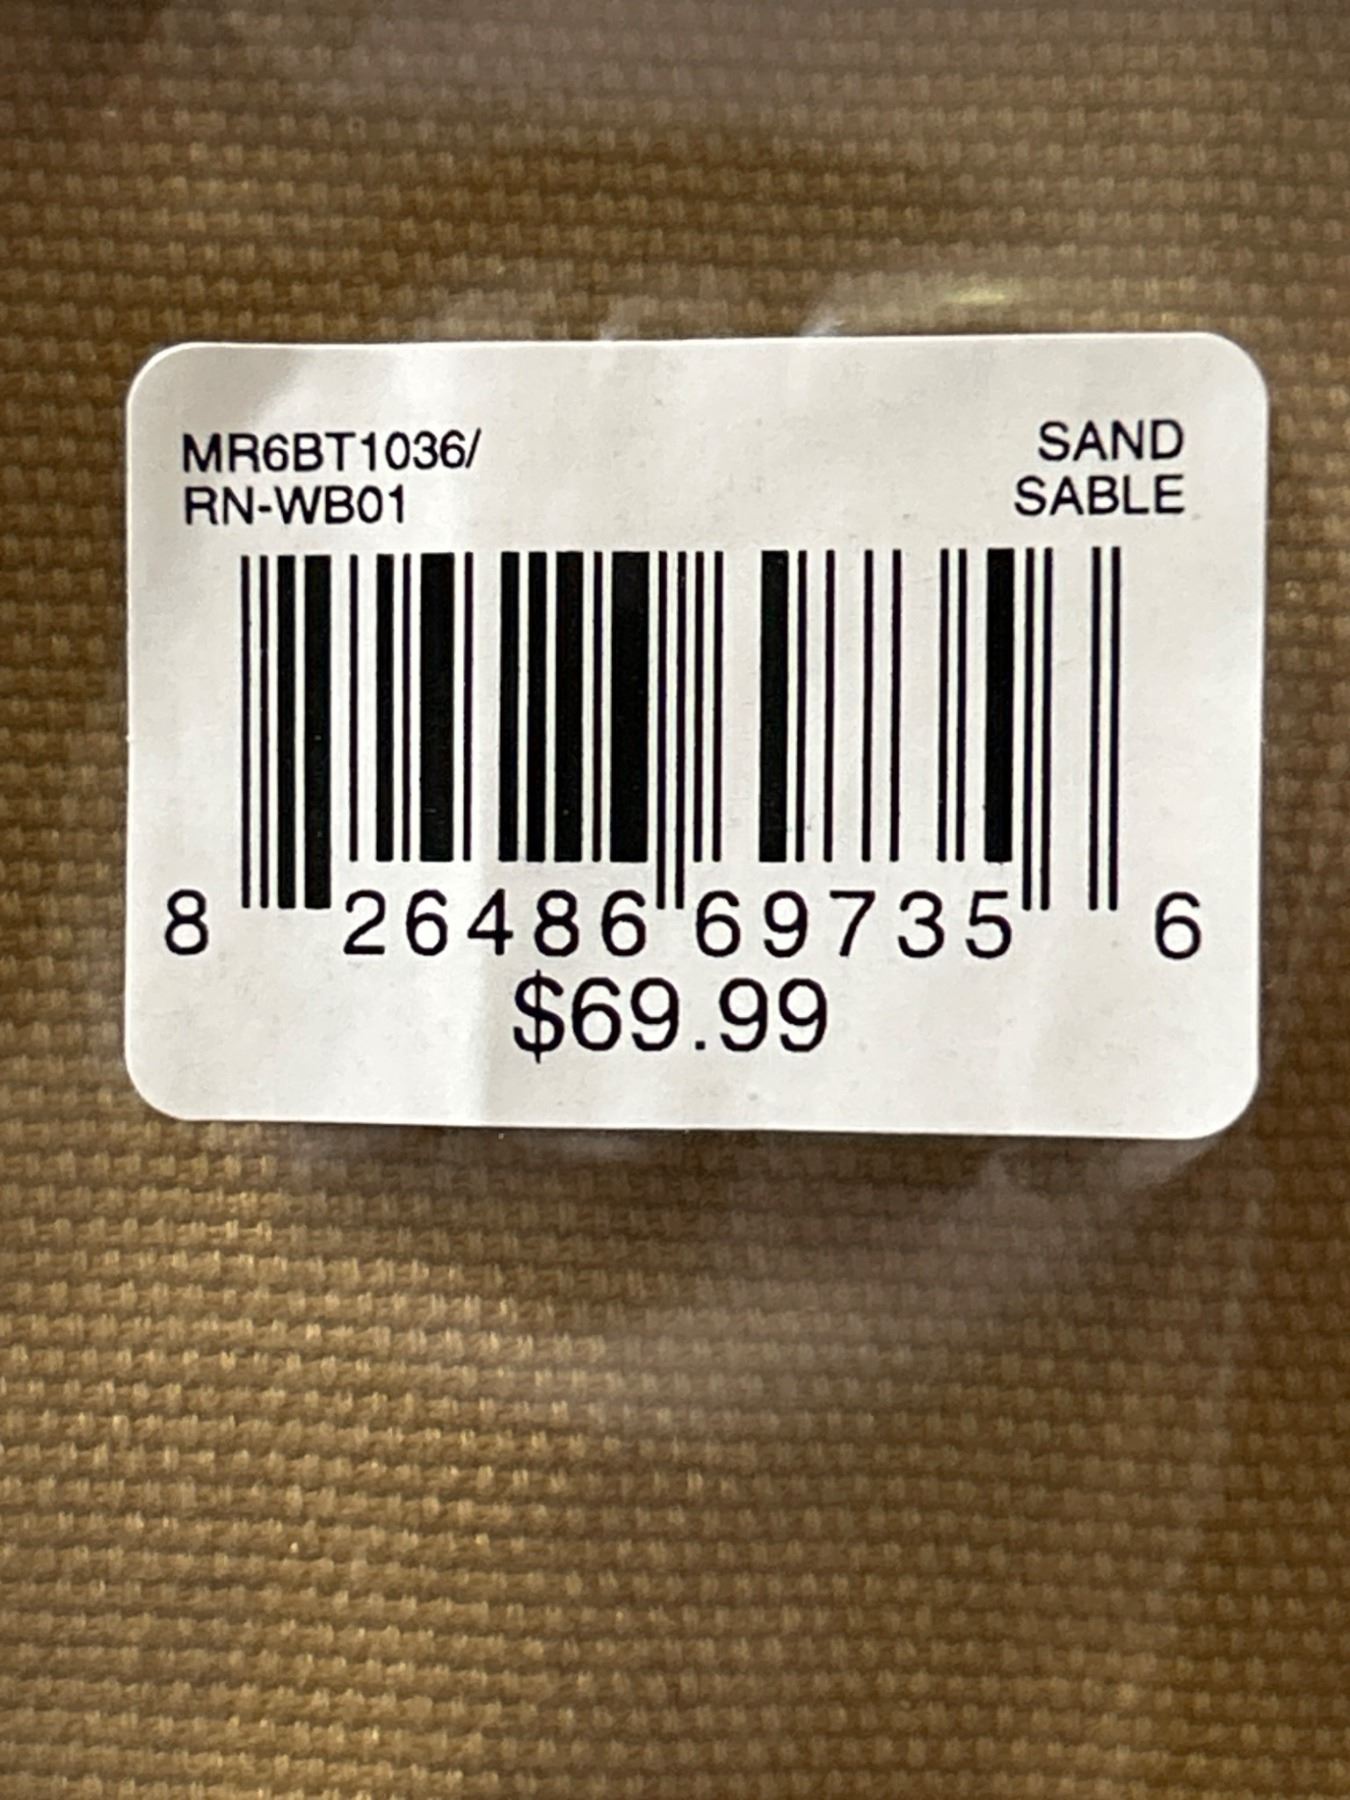 MR6BT1036/
RN-WB01
SAND
SABLE
8 26486 69735 6
$69.99